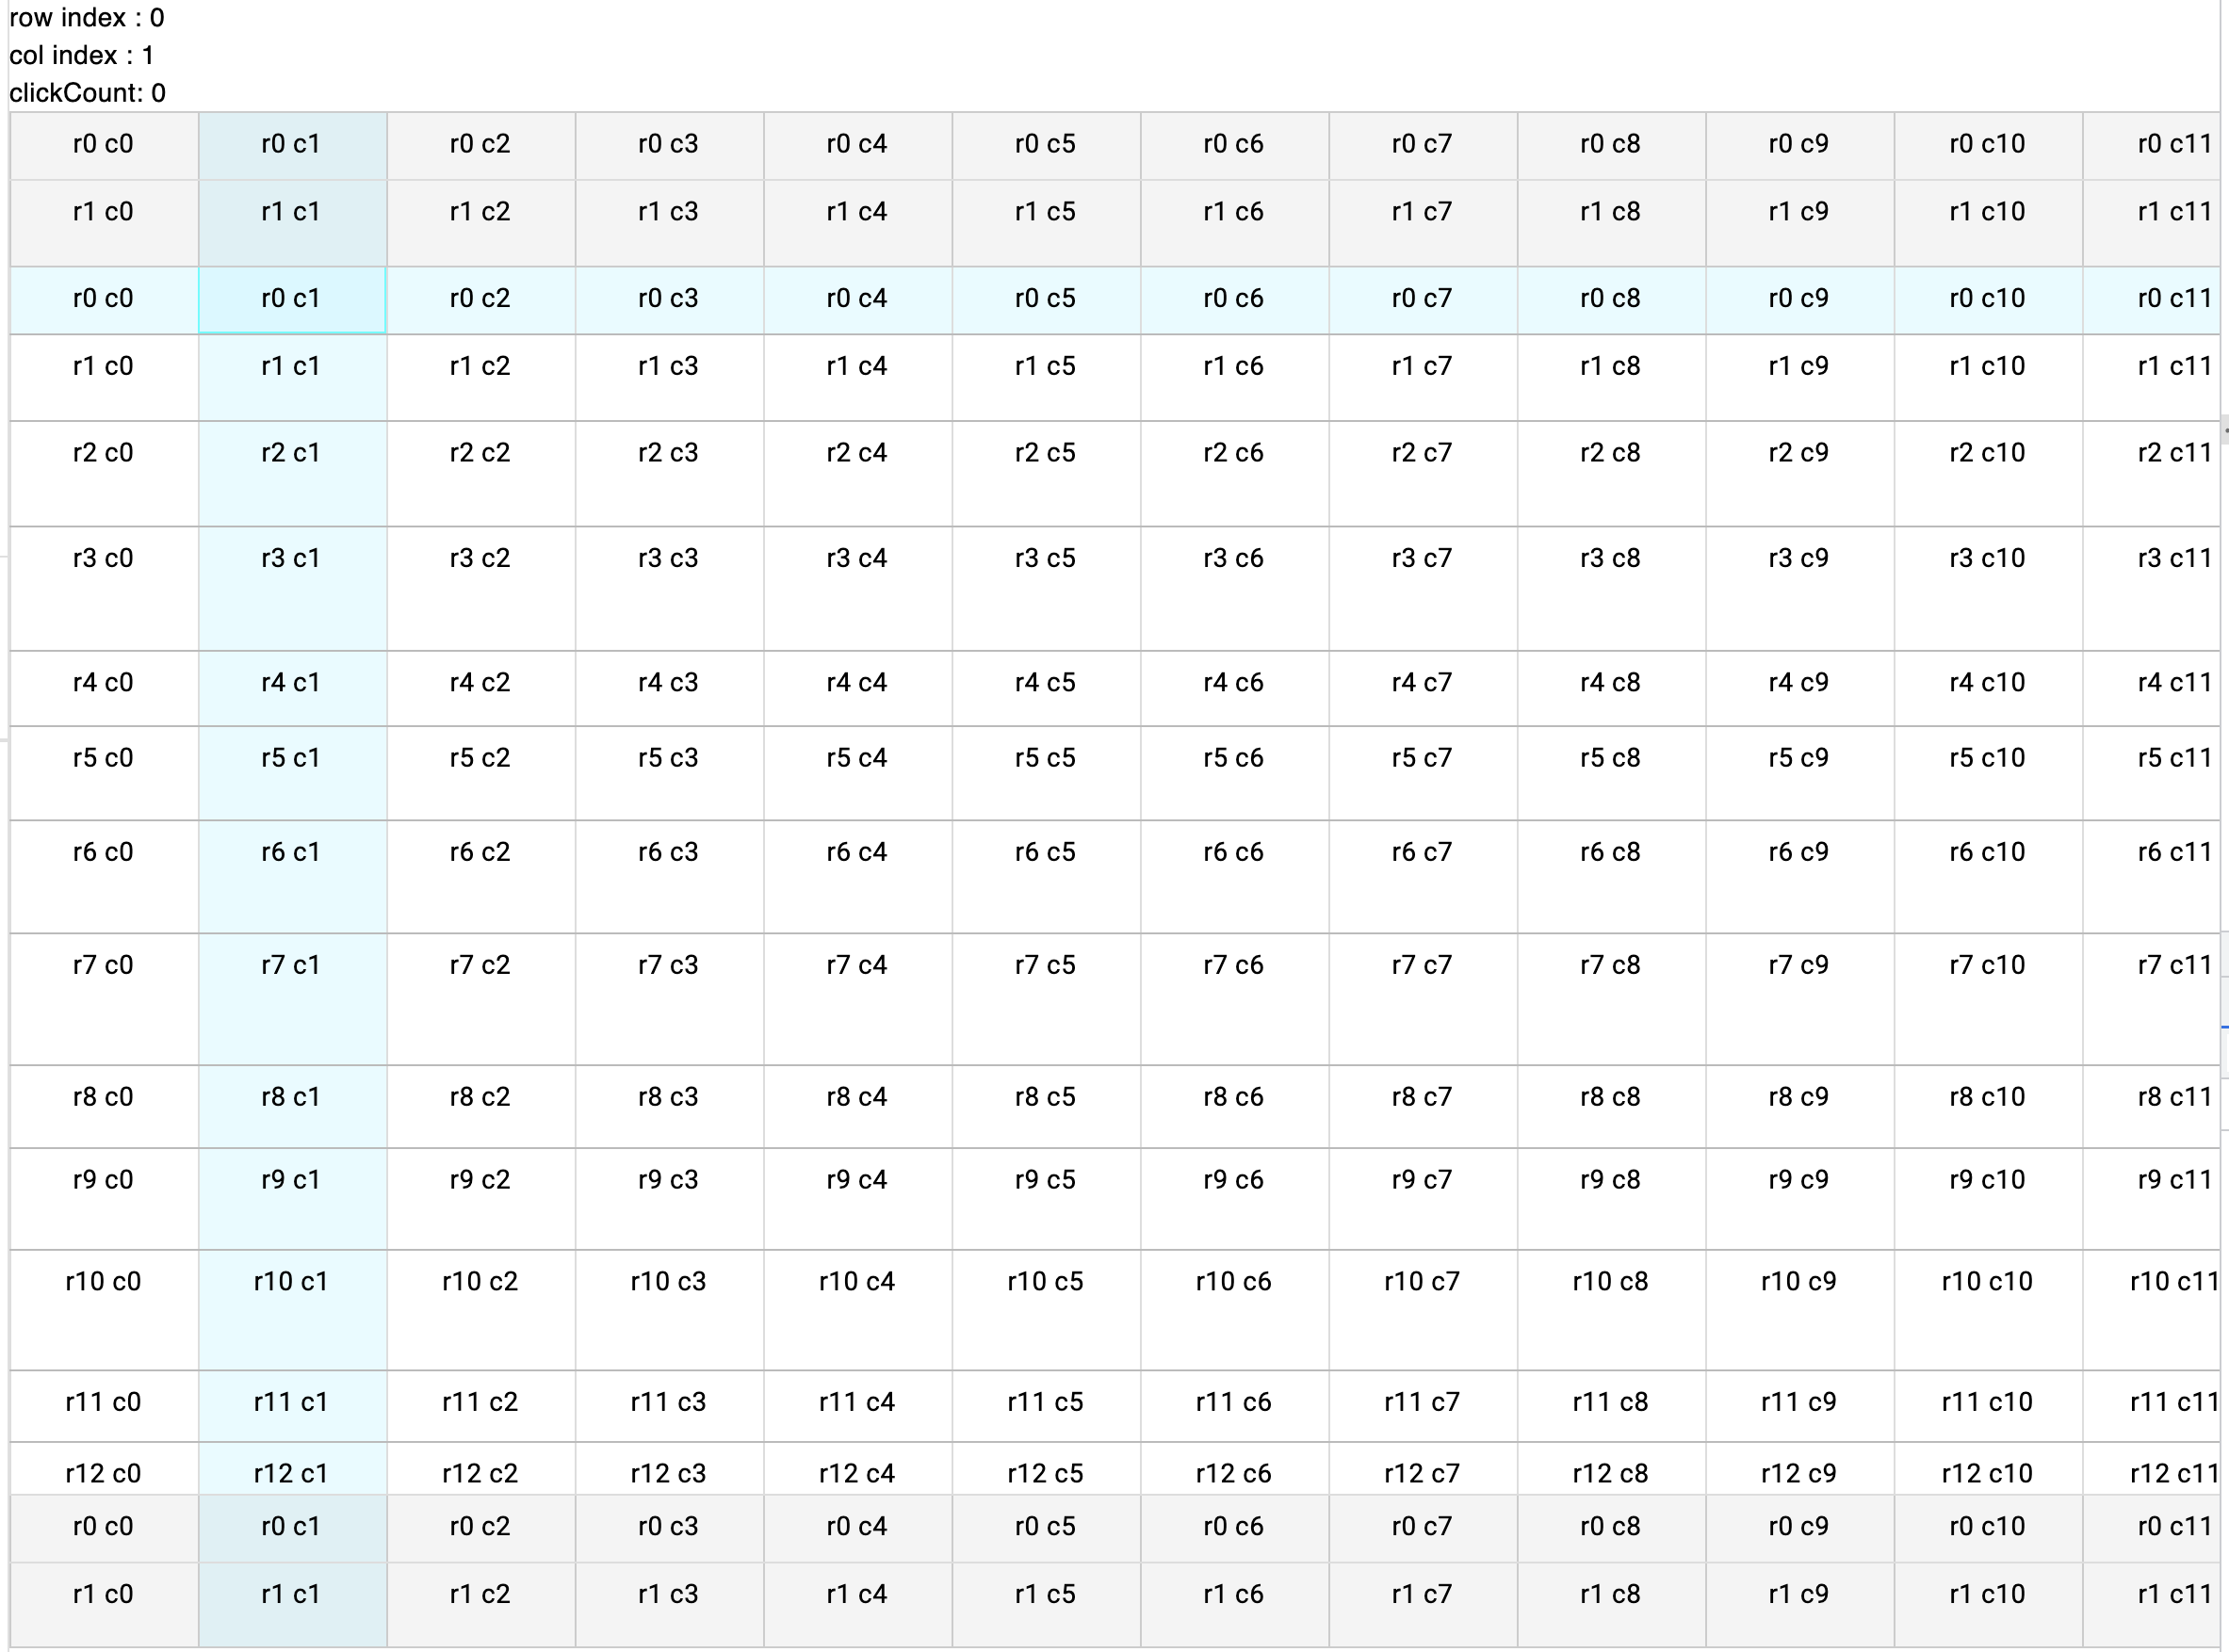 row index : 0
col index : 1
clickCount: 0
r0 c0 r0 c1 r0 c2 r0 c3 r0 c4 r0 c5 r0 c6 r0 c7 r0 c8 r0 c9 r0 c10 r0 c11
r1 c0 r1 c1 r1 c2 r1 c3 r1 c4 r1 c5 r1 c6 r1 c7 r1 c8 r1 c9 r1 c10 r1 c11
r0 c0 r0 c1 r0 c2 r0 c3 r0 c4 r0 c5 r0 c6 r0 c7 r0 c8 r0 c9 r0 c10 r0 c11
r1 c0 r1 c1 r1 c2 r1 c3 r1 c4 r1 c5 r1 c6 r1 c7 r1 c8 r1 c9 r1 c10 r1 c11
r2 c0 r2 c1 r2 c2 r2 c3 r2 c4 r2 c5 r2 c6 r2 c7 r2 c8 r2 c9 r2 c10 r2 c11
r3 c0 r3 c1 r3 c2 r3 c3 r3 c4 r3 c5 r3 c6 r3 c7 r3 c8 r3 c9 r3 c10 r3 c11
r4 c0 r4 c1 r4 c2 r4 c3 r4 c4 r4 c5 r4 c6 r4 c7 r4 c8 r4 c9 r4 c10 r4 c11
r5 c0 r5 c1 r5 c2 r5 c3 r5 c4 r5 c5 r5 c6 r5 c7 r5 c8 r5 c9 r5 c10 r5 c11
r6 c0 r6 c1 r6 c2 r6 c3 r6 c4 r6 c5 r6 c6 r6 c7 r6 c8 r6 c9 r6 c10 r6 c11
r7 c0 r7 c1 r7 c2 r7 c3 r7 c4 r7 c5 r7 c6 r7 c7 r7 c8 r7 c9 r7 c10 r7 c11
r8 c0 r8 c1 r8 c2 r8 c3 r8 c4 r8 c5 r8 c6 r8 c7 r8 c8 r8 c9 r8 c10 r8 c11
r9 c0 r9 c1 r9 c2 r9 c3 r9 c4 r9 c5 r9 c6 r9 c7 r9 c8 r9 c9 r9 c10 r9 c11
r10 c0 r10 c1 r10 c2 r10 c3 r10 c4 r10 c5 r10 c6 r10 c7 r10 c8 r10 c9 r10 c10 r10 c11
r11 c0 r11 c1 r11 c2 r11 c3 r11 c4 r11 c5 r11 c6 r11 c7 r11 c8 r11 c9 r11 c10 r11 c11
r12 c0 r12 c1 r12 c2 r12 c3 r12 c4 r12 c5 r12 c6 r12 c7 r12 c8 r12 c9 r12 c10 r12 c11
r0 c0 r0 c1 r0 c2 r0 c3 r0 c4 r0 c5 r0 c6 r0 c7 r0 c8 r0 c9 r0 c10 r0 c11
r1 c0 r1 c1 r1 c2 r1 c3 r1 c4 r1 c5 r1 c6 r1 c7 r1 c8 r1 c9 r1 c10 r1 c11